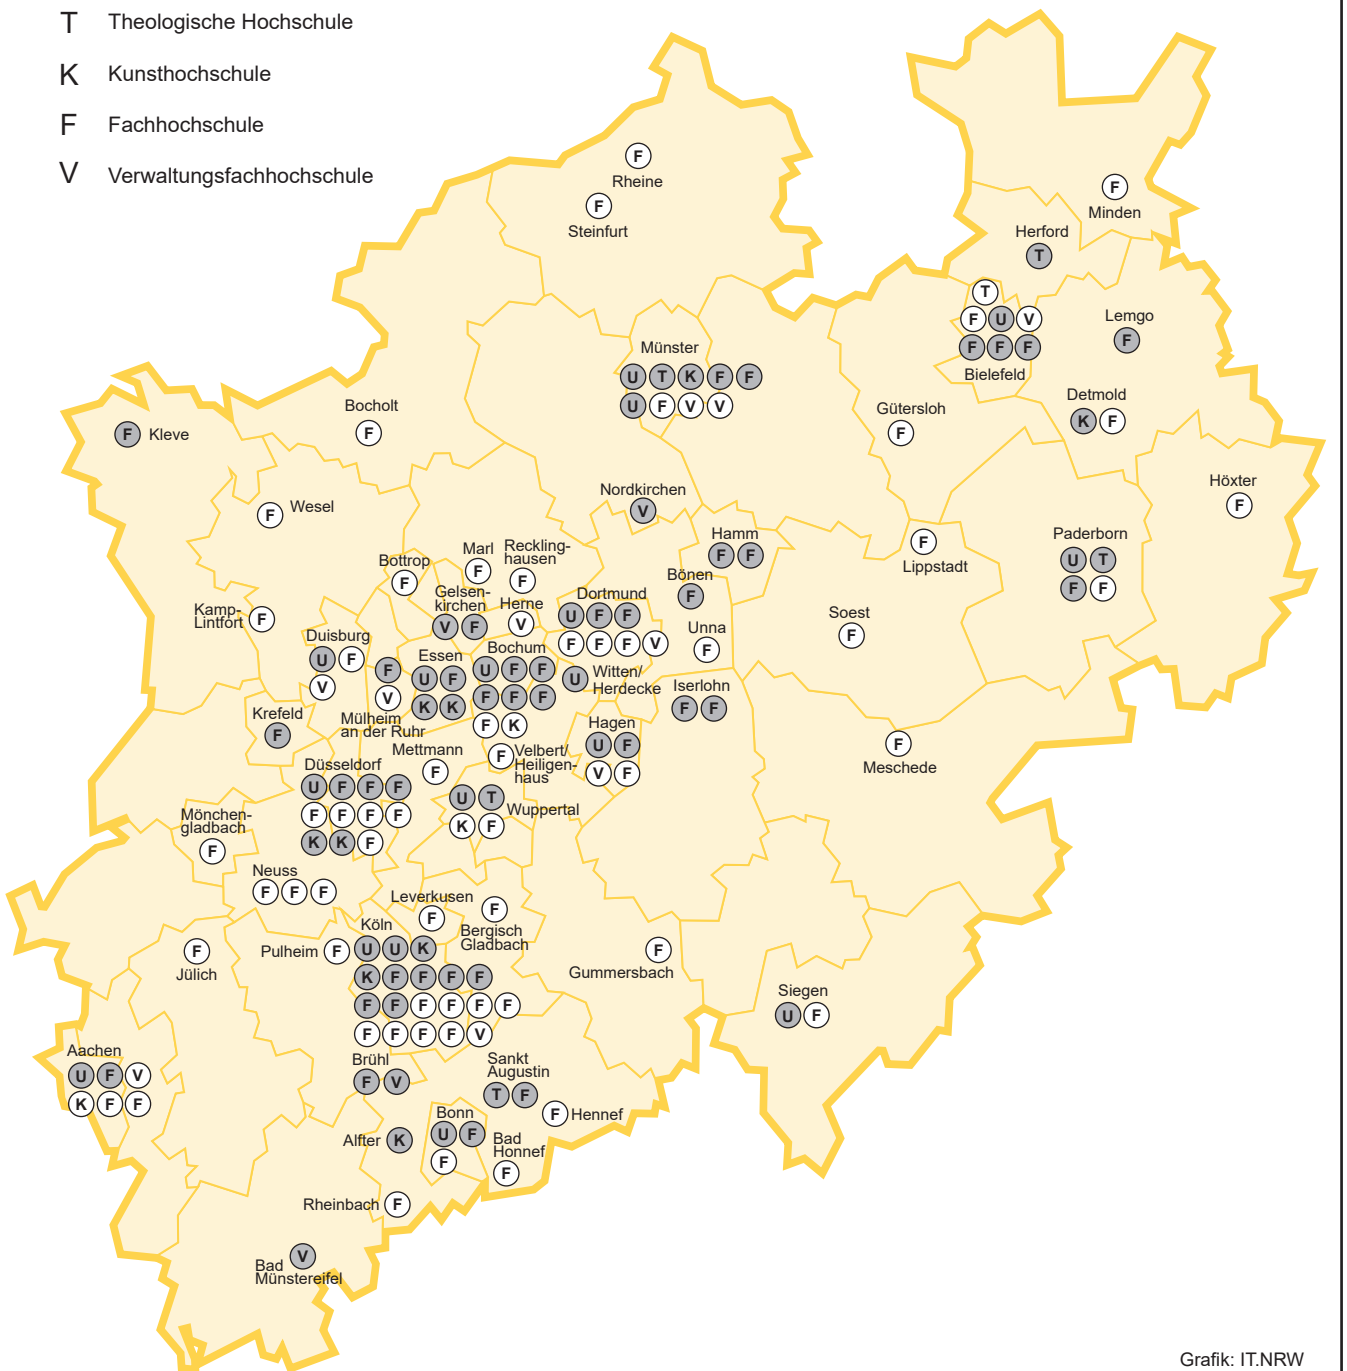 T Theologische Hochschule
K Kunsthochschule
F Fachhochschule
V Verwaltungsfachhochschule
F
Rheine
F
Steinfurt
F
Minden
Herford
T
T
F U V
F F F
Bielefeld
Lemgo
F
Münster
U T K F F
U F V V
Detmold
K F
Bocholt
F
Gütersloh
F
F Kleve
Höxter
F
F Wesel
Nordkirchen
V
Hamm
F F
F
Lippstadt
Paderborn
U T
F F
Bottrop
F
Marl
F
Reckling-
hausen
F
Bönen
F
Gelsen-
kirchen
V F
Herne
V
Dortmund
U F F
F F F V
Kamp-
Lintfort
F
Unna
F
Soest
F
Duisburg
U F
V
F
V
Mülheim
an der Ruhr
Essen
U F
K K
Bochum
U F F
F F F
F K
U Witten/
Herdecke
Iserlohn
F F
Krefeld
F
Hagen
U F
V F
F
Meschede
Mettmann
F
F Velbert/
Heiligen-
haus
Düsseldorf
U F F F
F F F F
K K F
U T
K F
Wuppertal
Mönchen-
gladbach
F
Neuss
F F F
Leverkusen
F
F
Bergisch
Gladbach
F
Jülich
Pulheim F
Köln
U U K
K F F F F
F F F F F F
F F F F V
F
Gummersbach
Siegen
U F
Aachen
U F V
K F F
Brühl
F V
Sankt
Augustin
T F
F Hennef
Alfter K
Bonn
U F
F
Bad
Honnef
F
Rheinbach F
V
Bad
Münstereifel
Grafik: IT.NRW